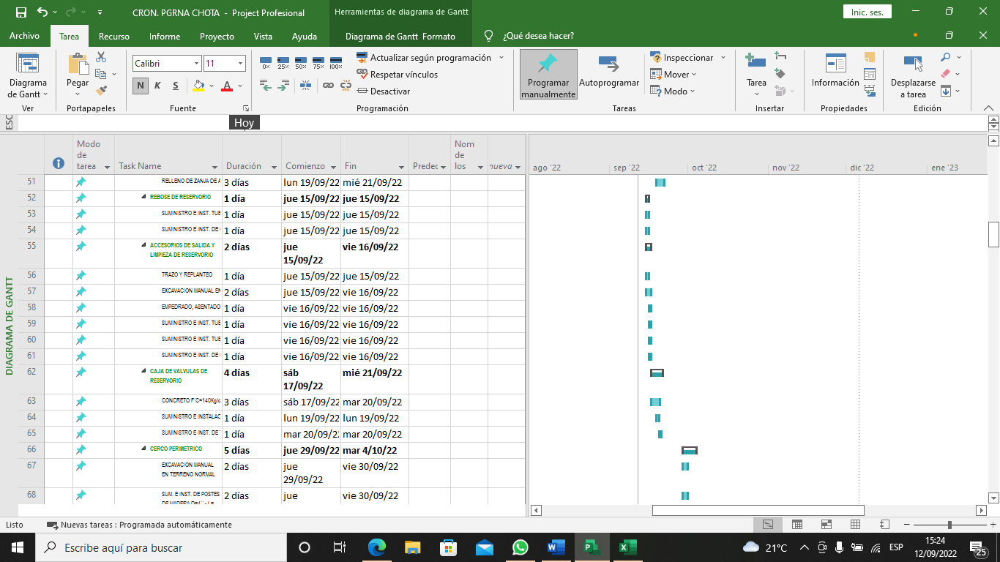 CRON. PGRNA CHOTA - Project Profesional
Herramientas de diagrama de Gantt
Inic. ses.
Archivo Tarea Recurso Informe Proyecto Vista Ayuda Diagrama de Gantt Formato ¿Qué desea hacer?
Diagrama
de Gantt
Ver
Pegar
Portapapeles
Calibri 11
N K S A
Fuente
0% 25% 50% 75% 100%
Actualizar según programación
Respetar vínculos
Desactivar
Programación
Programar
manualmente
Autoprogramar
Inspeccionar
Mover
Modo
Tareas
Tarea
Insertar
Información
Propiedades
Desplazarse
a tarea
Edición
ESC
Hoy
DIAGRAMA DE GANTT
Modo
de
tarea
Task Name Duración Comienzo Fin Predec
Nom
de
los
nueva
ago '22 sep '22 oct '22 nov '22 dic '22 ene '23
51 RELLENO DE ZANJA DE A 3 días lun 19/09/22 mié 21/09/22
52 REBOSE DE RESERVORIO 1 día jue 15/09/22 jue 15/09/22
53 SUMINISTRO E INST. TUE 1 día jue 15/09/22 jue 15/09/22
54 SUMINISTRO E INST. DE 1 día jue 15/09/22 jue 15/09/22
55 ACCESORIOS DE SALIDA Y 2 días jue vie 16/09/22
LIMPIEZA DE RESERVORIO 15/09/22
56 TRAZO Y REPLANTEO 1 día jue 15/09/22 jue 15/09/22
57 EXCAVACION MANUAL EN 2 días jue 15/09/22 vie 16/09/22
58 EMPEDRADO, ASENTADO 1 día vie 16/09/22 vie 16/09/22
59 SUMINISTRO E INST. TUE 1 día vie 16/09/22 vie 16/09/22
60 SUMINISTRO E INST. TUE 1 día vie 16/09/22 vie 16/09/22
61 SUMINISTRO E INST. DE 1 día vie 16/09/22 vie 16/09/22
62 CAJA DE VALVULAS DE 4 días sáb mié 21/09/22
RESERVORIO 17/09/22
63 CONCRETO F'C=140Kg/c 3 días sáb 17/09/22 mar 20/09/22
64 SUMINISTRO E INSTALAC 1 día lun 19/09/22 lun 19/09/22
65 SUMINISTRO E INST. DE 1 día mar 20/09/22 mar 20/09/22
66 CERCO PERIMETRICO 5 días jue 29/09/22 mar 4/10/22
67 EXCAVACION MANUAL 2 días jue vie 30/09/22
EN TERRENO NORMAL 29/09/22
68 SUM. E INST. DE POSTES 2 días jue vie 30/09/22
DE MADERA D=4" - L=
Listo Nuevas tareas : Programada automáticamente
Escribe aquí para buscar
21°C
ESP
15:24
12/09/2022
25